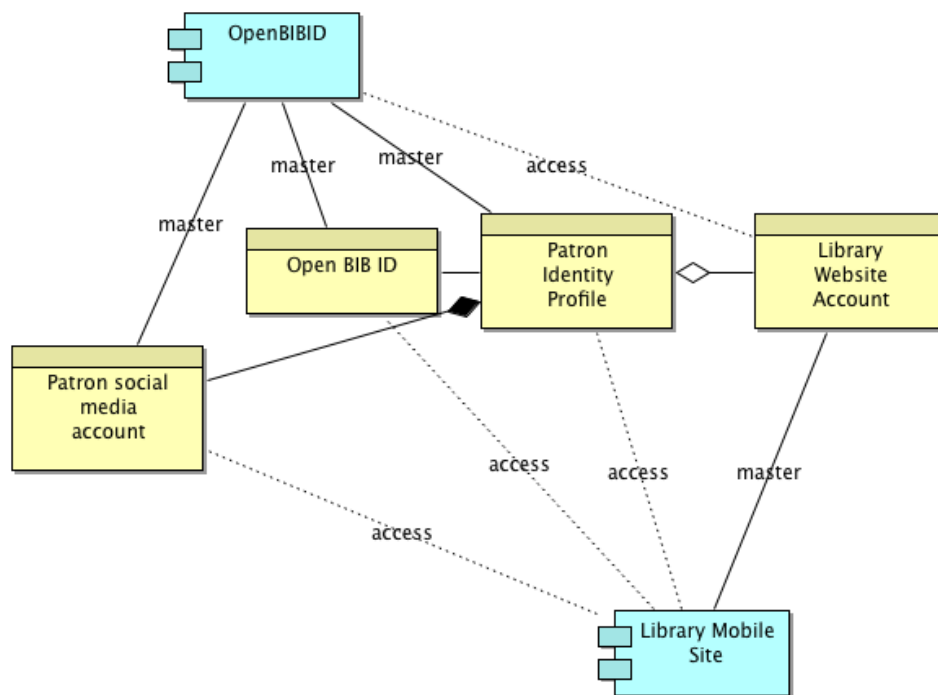 OpenBIBID
master
master
access
master
Open BIB ID
Patron
Identity
Profile
Library
Website
Account
Patron social
media
account
access
access
master
access
Library Mobile
Site